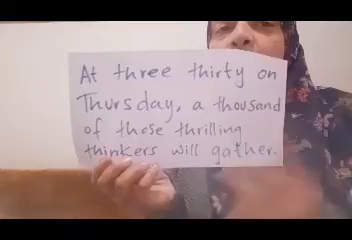 At three thirty on
Thursday, a thousand
of those thrilling
thinkers will gather.